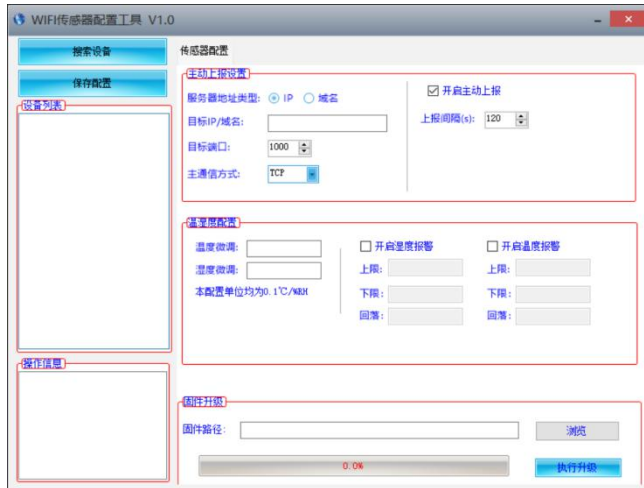 WIFI传感器配置工具 V1.0
搜索设备
保存配置
设备列表
操作信息
传感器配置
主动上报设置
服务器地址类型: IP 域名
目标IP/域名:
目标端口: 1000
主通信方式: TCP
开启主动上报
上报间隔(s): 120
温湿度配置
温度微调:
湿度微调:
本配置单位均为0.1℃/%RH
开启湿度报警
上限:
下限:
回落:
开启温度报警
上限:
下限:
回落:
固件升级
固件路径:
浏览
0.0%
执行升级